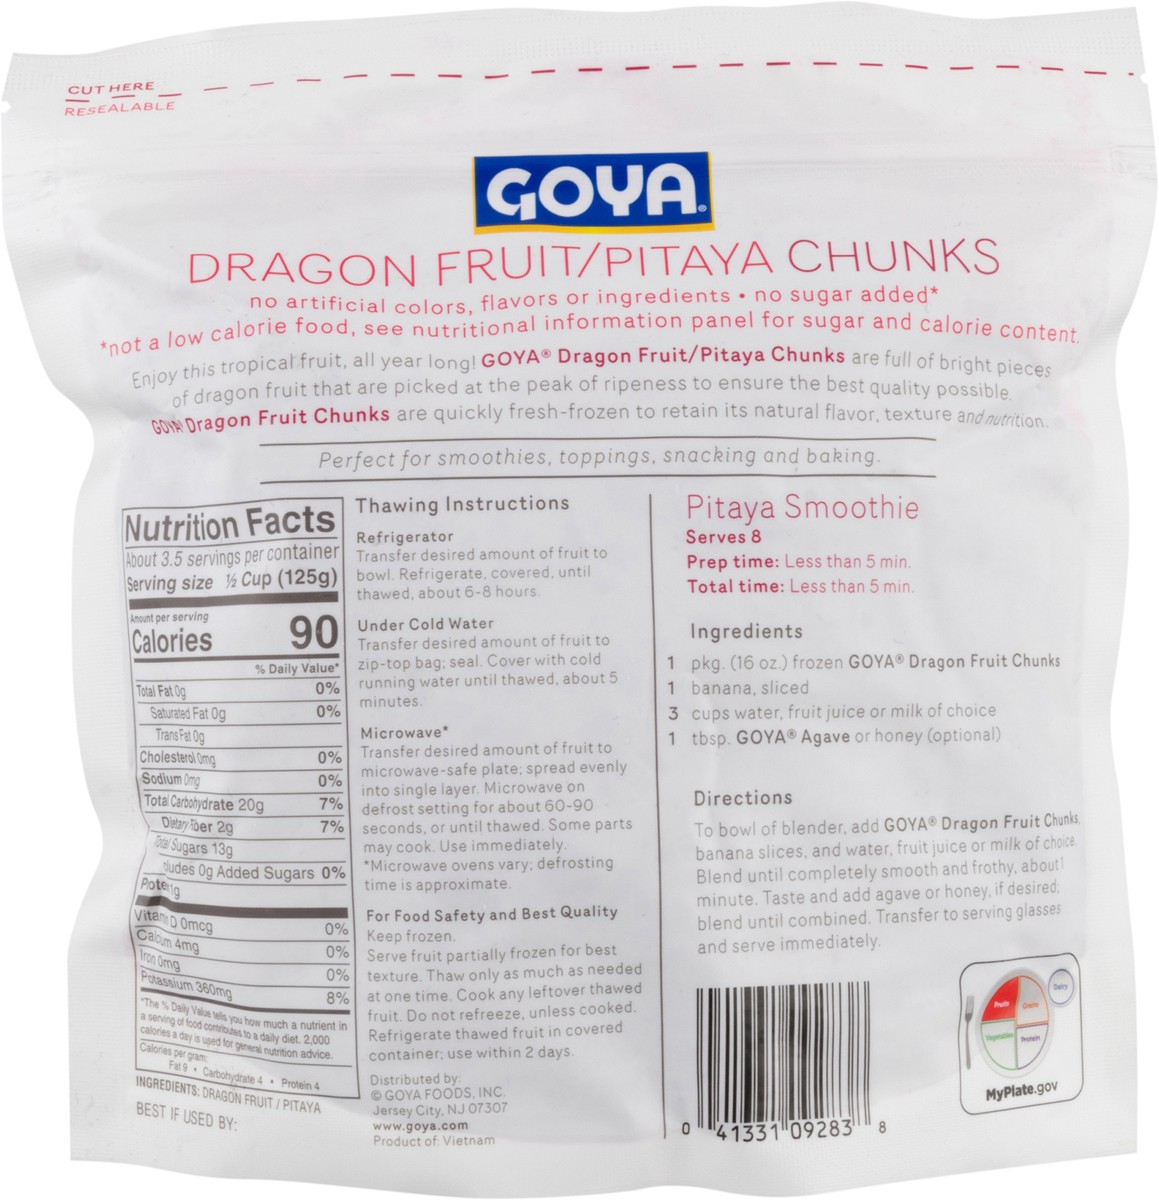 CUT HERE
RESEALABLE
GOYA®
DRAGON FRUIT/PITAYA CHUNKS
no artificial colors, flavors or ingredients • no sugar added*
*not a low calorie food, see nutritional information panel for sugar and calorie content.
Enjoy this tropical fruit, all year long! GOYA® Dragon Fruit/Pitaya Chunks are full of bright pieces
of dragon fruit that are picked at the peak of ripeness to ensure the best quality possible.
GOYA® Dragon Fruit Chunks are quickly fresh-frozen to retain its natural flavor, texture and nutrition.
Perfect for smoothies, toppings, snacking and baking.
Nutrition Facts
About 3.5 servings per container
Serving size ½ Cup (125g)
Amount per serving
Calories 90
% Daily Value*
Total Fat 0g 0%
Saturated Fat 0g 0%
Trans Fat 0g
Cholesterol 0mg 0%
Sodium 0mg 0%
Total Carbohydrate 20g 7%
Dietary Fiber 2g 7%
Total Sugars 13g
cludes 0g Added Sugars 0%
Prote 1g
Vitamin D 0mcg 0%
Calcium 4mg 0%
Iron 0mg 0%
Potassium 360mg 8%
*The % Daily Value tells you how much a nutrient in
a serving of food contributes to a daily diet. 2,000
calories a day is used for general nutrition advice.
Calories per gram:
Fat 9 • Carbohydrate 4 • Protein 4
INGREDIENTS: DRAGON FRUIT / PITAYA
BEST IF USED BY:
Thawing Instructions
Refrigerator
Transfer desired amount of fruit to
bowl. Refrigerate, covered, until
thawed, about 6-8 hours.
Under Cold Water
Transfer desired amount of fruit to
zip-top bag; seal. Cover with cold
running water until thawed, about 5
minutes.
Microwave*
Transfer desired amount of fruit to
microwave-safe plate; spread evenly
into single layer. Microwave on
defrost setting for about 60-90
seconds, or until thawed. Some parts
may cook. Use immediately.
*Microwave ovens vary; defrosting
time is approximate.
For Food Safety and Best Quality
Keep frozen.
Serve fruit partially frozen for best
texture. Thaw only as much as needed
at one time. Cook any leftover thawed
fruit. Do not refreeze, unless cooked.
Refrigerate thawed fruit in covered
container; use within 2 days.
Distributed by:
© GOYA FOODS, INC.
Jersey City, NJ 07307
www.goya.com
Product of: Vietnam
Pitaya Smoothie
Serves 8
Prep time: Less than 5 min.
Total time: Less than 5 min.
Ingredients
1 pkg. (16 oz.) frozen GOYA® Dragon Fruit Chunks
1 banana, sliced
3 cups water, fruit juice or milk of choice
1 tbsp. GOYA® Agave or honey (optional)
Directions
To bowl of blender, add GOYA® Dragon Fruit Chunks,
banana slices, and water, fruit juice or milk of choice.
Blend until completely smooth and frothy, about 1
minute. Taste and add agave or honey, if desired;
blend until combined. Transfer to serving glasses
and serve immediately.
Fruits
Grains
Dairy
Vegetables
Protein
MyPlate.gov
0 41331 09283 8